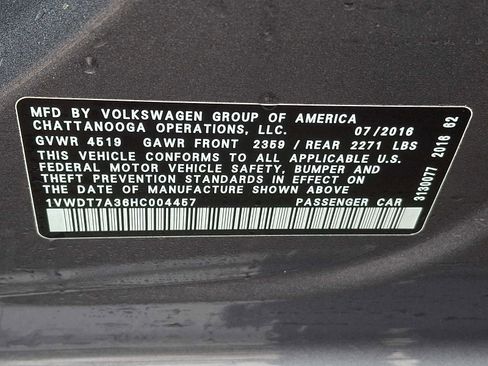 MFD BY VOLKSWAGEN GROUP OF AMERICA
CHATTANOOGA OPERATIONS, LLC. 07/2016
GVWR 4519 GAWR FRONT 2359 / REAR 2271 LBS
THIS VEHICLE CONFORMS TO ALL APPLICABLE U.S.
FEDERAL MOTOR VEHICLE SAFETY, BUMPER AND
THEFT PREVENTION STANDARDS IN EFFECT ON
THE DATE OF MANUFACTURE SHOWN ABOVE
1VWDT7A36HC004457 PASSENGER CAR
3130077 2016 62